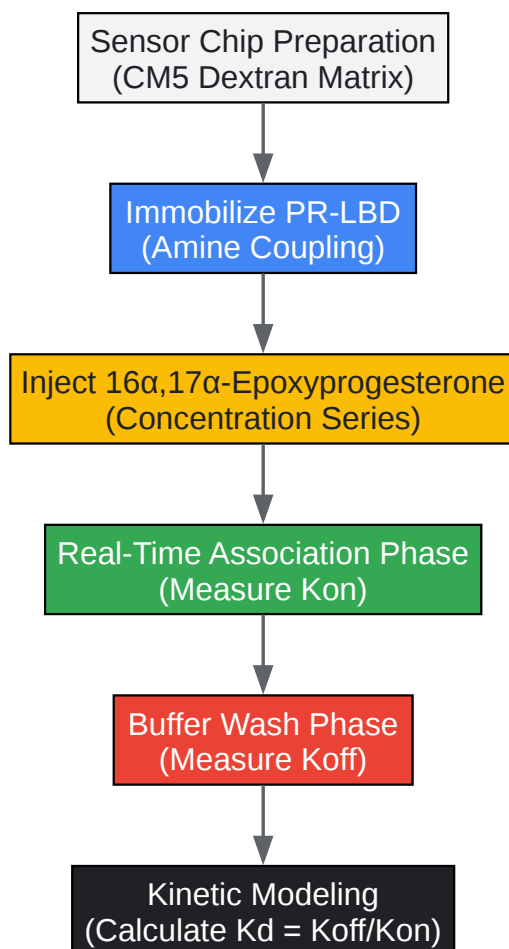 Sensor Chip Preparation
(CM5 Dextran Matrix)
Immobilize PR-LBD
(Amine Coupling)
Inject 16α,17α-Epoxyprogesterone
(Concentration Series)
Real-Time Association Phase
(Measure Kon)
Buffer Wash Phase
(Measure Koff)
Kinetic Modeling
(Calculate Kd = Koff/Kon)